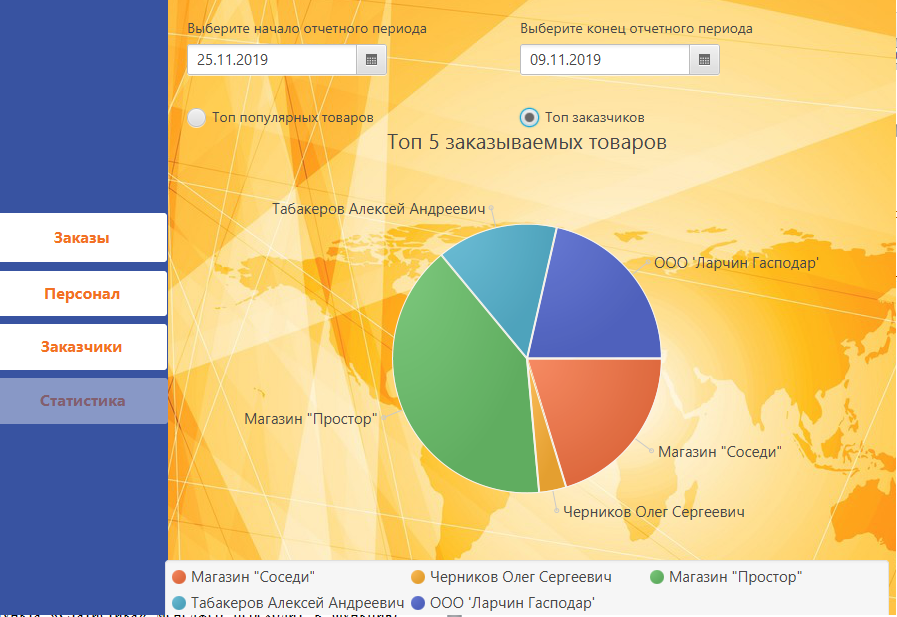 Выберите начало отчетного периода
Выберите конец отчетного периода
25.11.2019
09.11.2019
Топ популярных товаров
Топ заказчиков
Топ 5 заказываемых товаров
Заказы
Персонал
Заказчики
Статистика
Табакеров Алексей Андреевич
ООО 'Ларчин Гасподар'
Магазин "Простор"
Магазин "Соседи"
Черников Олег Сергеевич
Магазин "Соседи"
Черников Олег Сергеевич
Магазин "Простор"
Табакеров Алексей Андреевич
ООО 'Ларчин Гасподар'